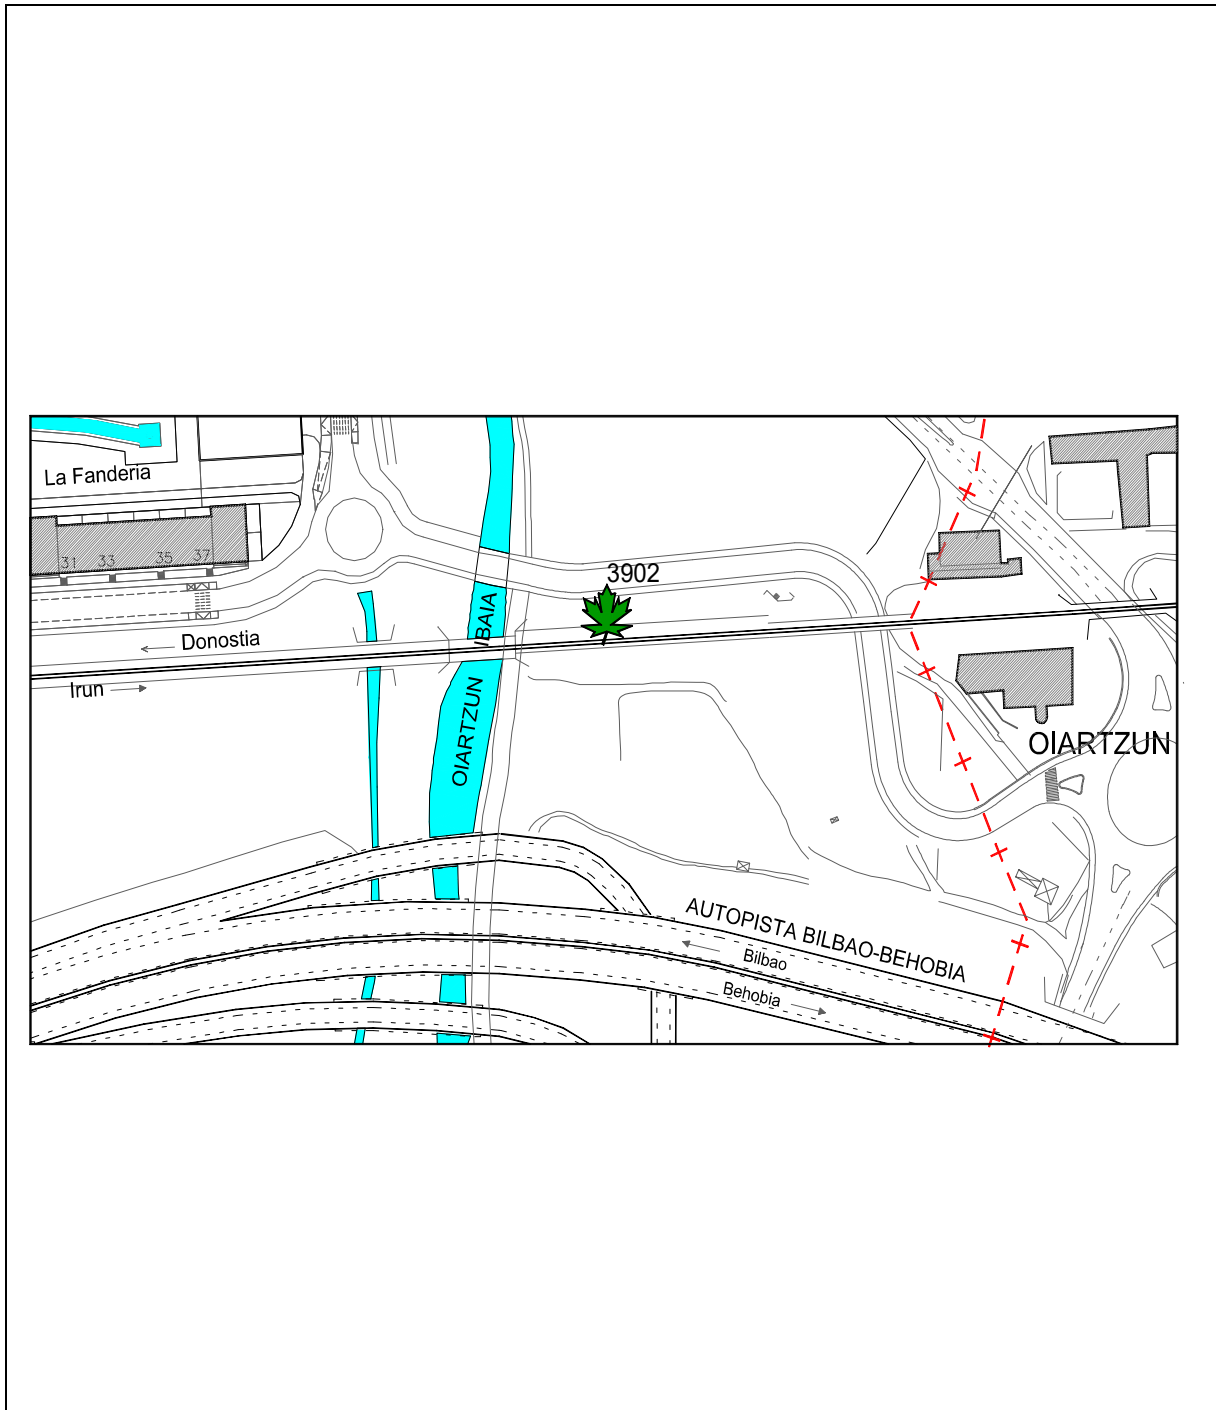 La Fanderia
31 33 35 37
3902
Donostia
Irun
OIARTZUN IBAIA
OIARTZUN
AUTOPISTA BILBAO-BEHOBIA
Bilbao
Behobia